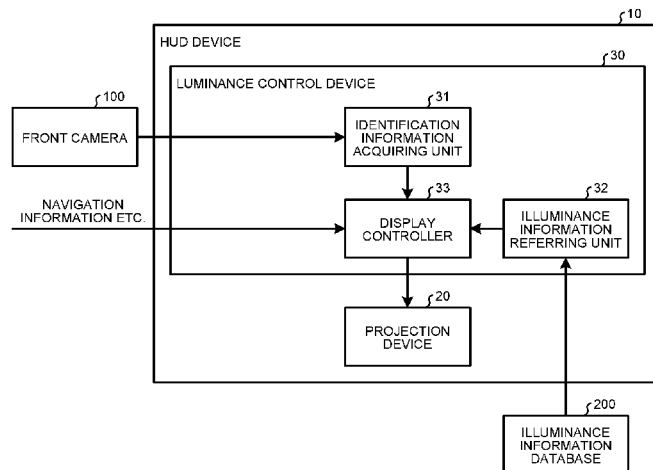 10
HUD DEVICE
30
LUMINANCE CONTROL DEVICE
100
FRONT CAMERA
31
IDENTIFICATION
INFORMATION
ACQUIRING UNIT
NAVIGATION
INFORMATION ETC.
33
DISPLAY
CONTROLLER
32
ILLUMINANCE
INFORMATION
REFERRING UNIT
20
PROJECTION
DEVICE
200
ILLUMINANCE
INFORMATION
DATABASE